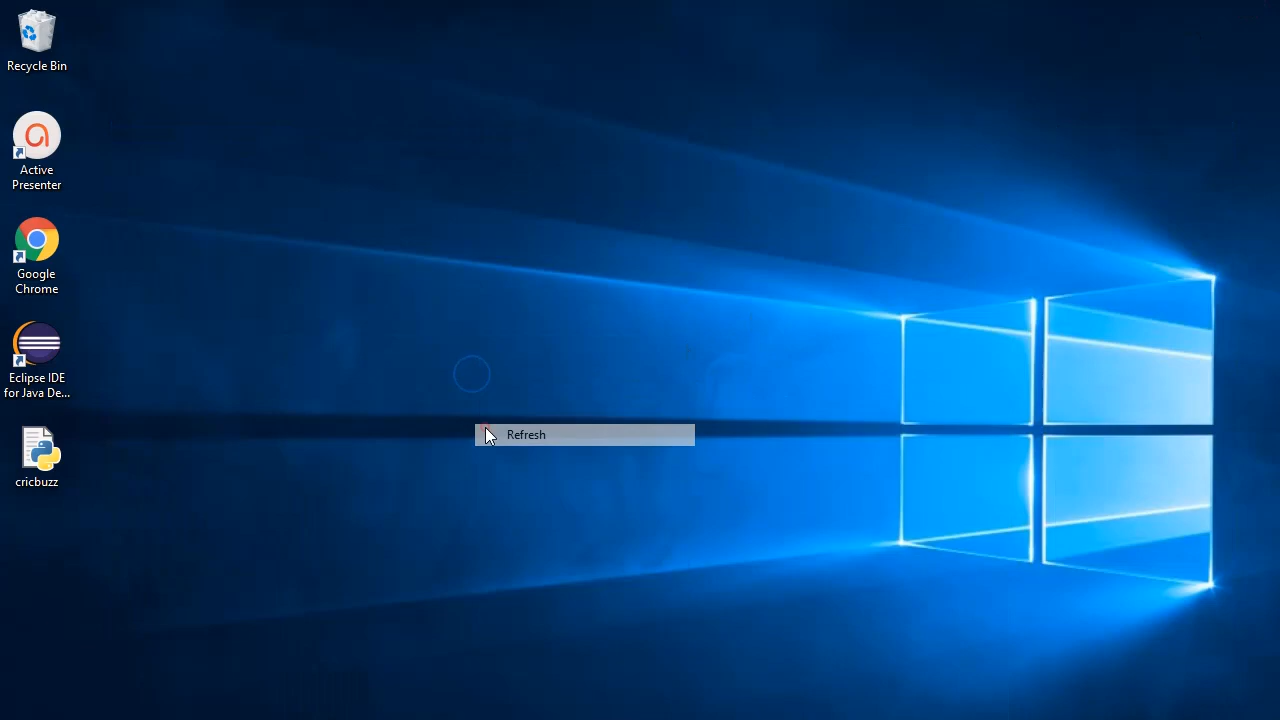 Recycle Bin
Active
Presenter
Google
Chrome
Eclipse IDE
for Java De...
cricbuzz
Refresh